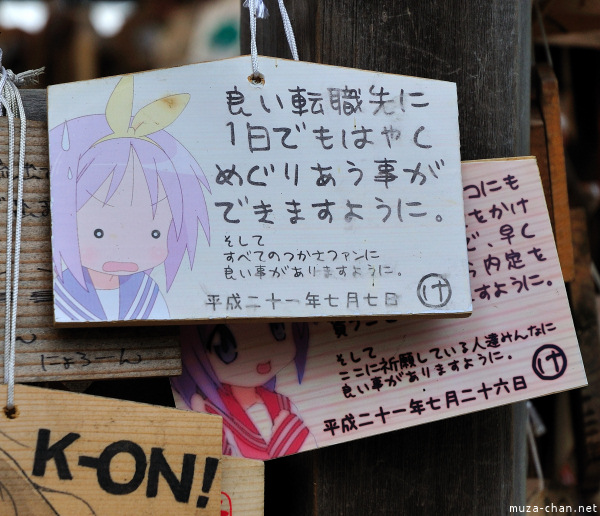 良い転職先に
1日でもはやく
めぐりあう事が
できますように。
そして
すべてのつかさファンに
良い事がありますように。
平成二十一年七月七日
け
コにも
をかけ
、早く
内定を
すように。
そして
ここに祈願している人達みんなに
良い事がありますように。
平成二十一年七月二十六日
け
にょろーん
K-ON!
muza-chan.net